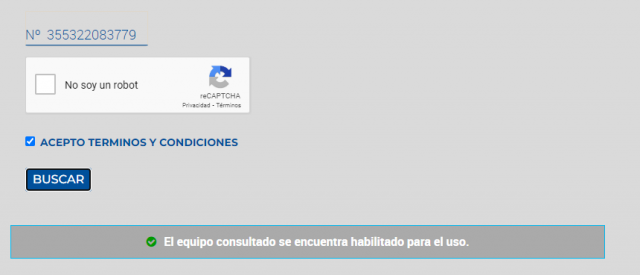 Nº 355322083779
No soy un robot
reCAPTCHA
Privacidad - Términos
ACEPTO TERMINOS Y CONDICIONES
BUSCAR
El equipo consultado se encuentra habilitado para el uso.